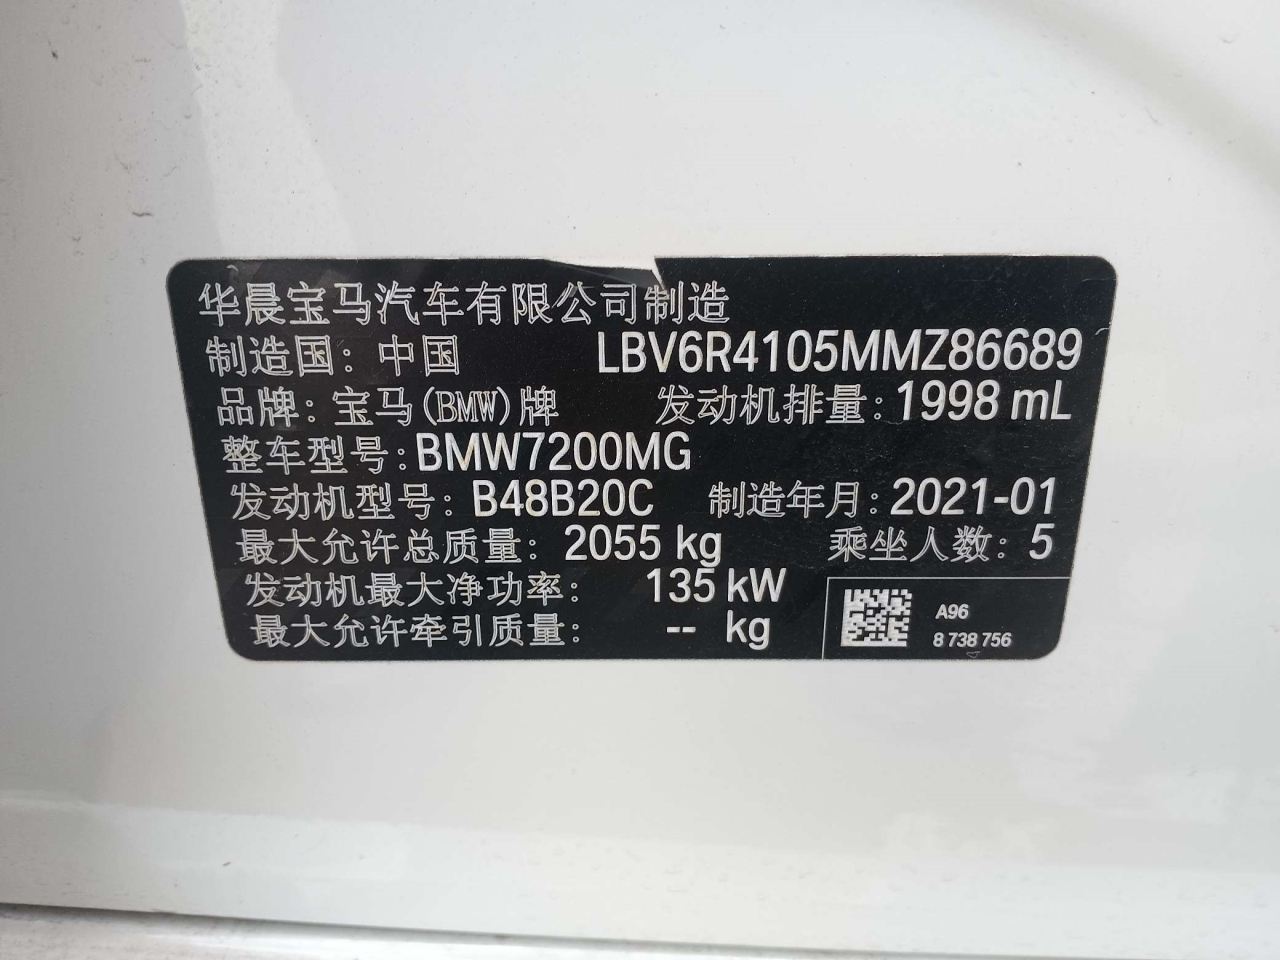 华晨宝马汽车有限公司制造
制造国：中国 LBV6R4105MMZ86689
品牌：宝马(BMW)牌 发动机排量：1998 mL
整车型号：BMW7200MG
发动机型号：B48B20C 制造年月：2021-01
最大允许总质量：2055 kg 乘坐人数：5
发动机最大净功率：135 kW
最大允许牵引质量：-- kg
A96
8 738 756